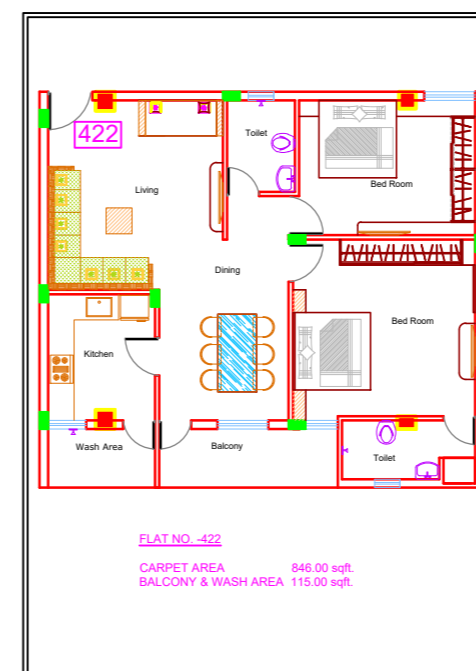 422
Toilet
Living
Bed Room
Dining
Bed Room
Kitchen
Wash Area
Balcony
Toilet
FLAT NO. -422
CARPET AREA 846.00 sqft.
BALCONY & WASH AREA 115.00 sqft.